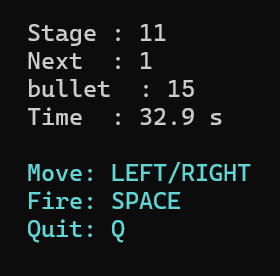 Stage : 11
Next  : 1
bullet  : 15
Time  : 32.9 s
Move: LEFT/RIGHT
Fire: SPACE
Quit: Q